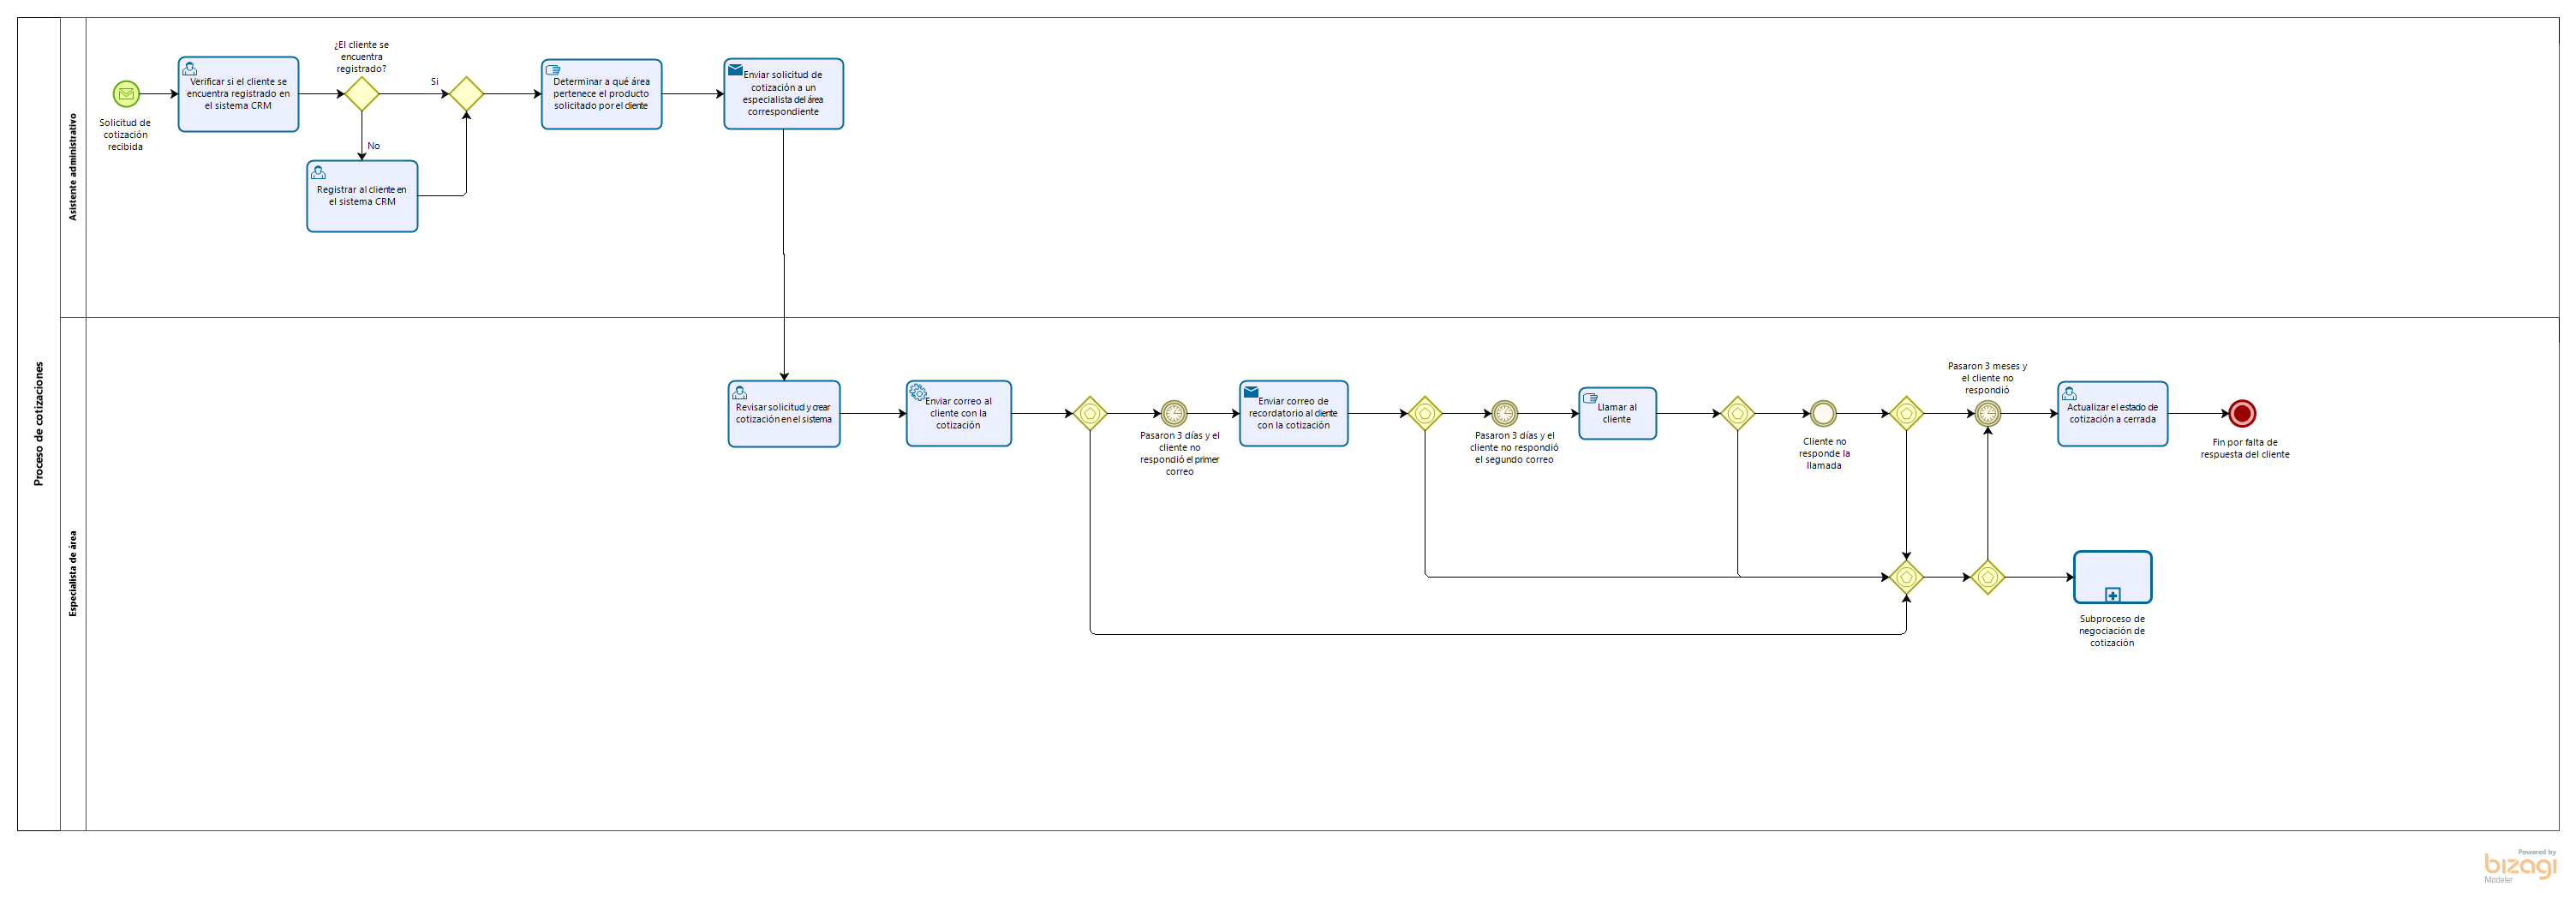 Proceso de cotizaciones
Asistente administrativo
Solicitud de
cotización
recibida
Verificar si el cliente se
encuentra registrado en
el sistema CRM
¿El cliente se
encuentra
registrado?
Si
No
Registrar al cliente en
el sistema CRM
Determinar a qué área
pertenece el producto
solicitado por el cliente
Enviar solicitud de
cotización a un
especialista del área
correspondiente
Especialista de área
Revisar solicitud y crear
cotización en el sistema
Enviar correo al
cliente con la
cotización
Pasaron 3 días y el
cliente no
respondió el primer
correo
Enviar correo de
recordatorio al cliente
con la cotización
Pasaron 3 días y el
cliente no respondió
el segundo correo
Llamar al
cliente
Cliente no
responde la
llamada
Pasaron 3 meses y
el cliente no
respondió
Actualizar el estado de
cotización a cerrada
Fin por falta de
respuesta del cliente
Subproceso de
negociación de
cotización
Powered by
bizagi
Modeler